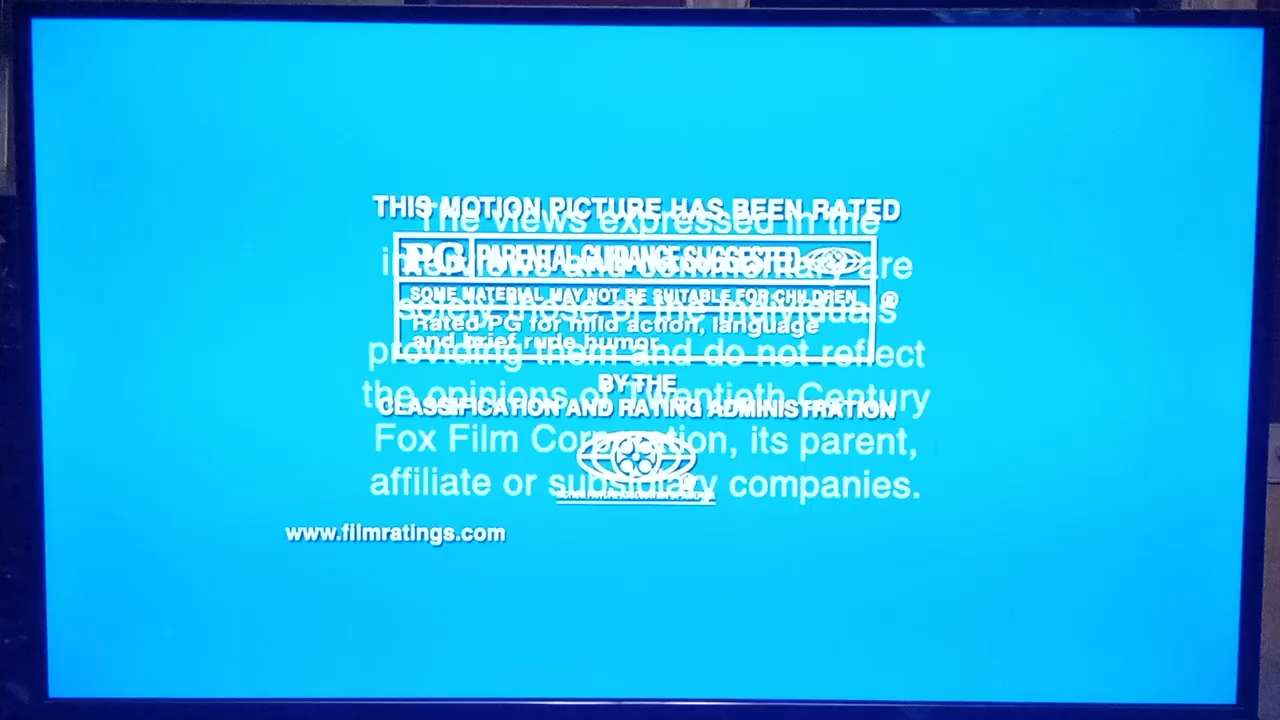 THIS MOTION PICTURE HAS BEEN RATED
PG PARENTAL GUIDANCE SUGGESTED
SOME MATERIAL MAY NOT BE SUITABLE FOR CHILDREN ®
Rated PG for mild action, language
and brief rude humor
BY THE
CLASSIFICATION AND RATING ADMINISTRATION
www.filmratings.com
The views expressed in the
interviews and commentary are
solely those of the individuals
providing them and do not reflect
the opinions of Twentieth Century
Fox Film Corporation, its parent,
affiliate or subsidiary companies.